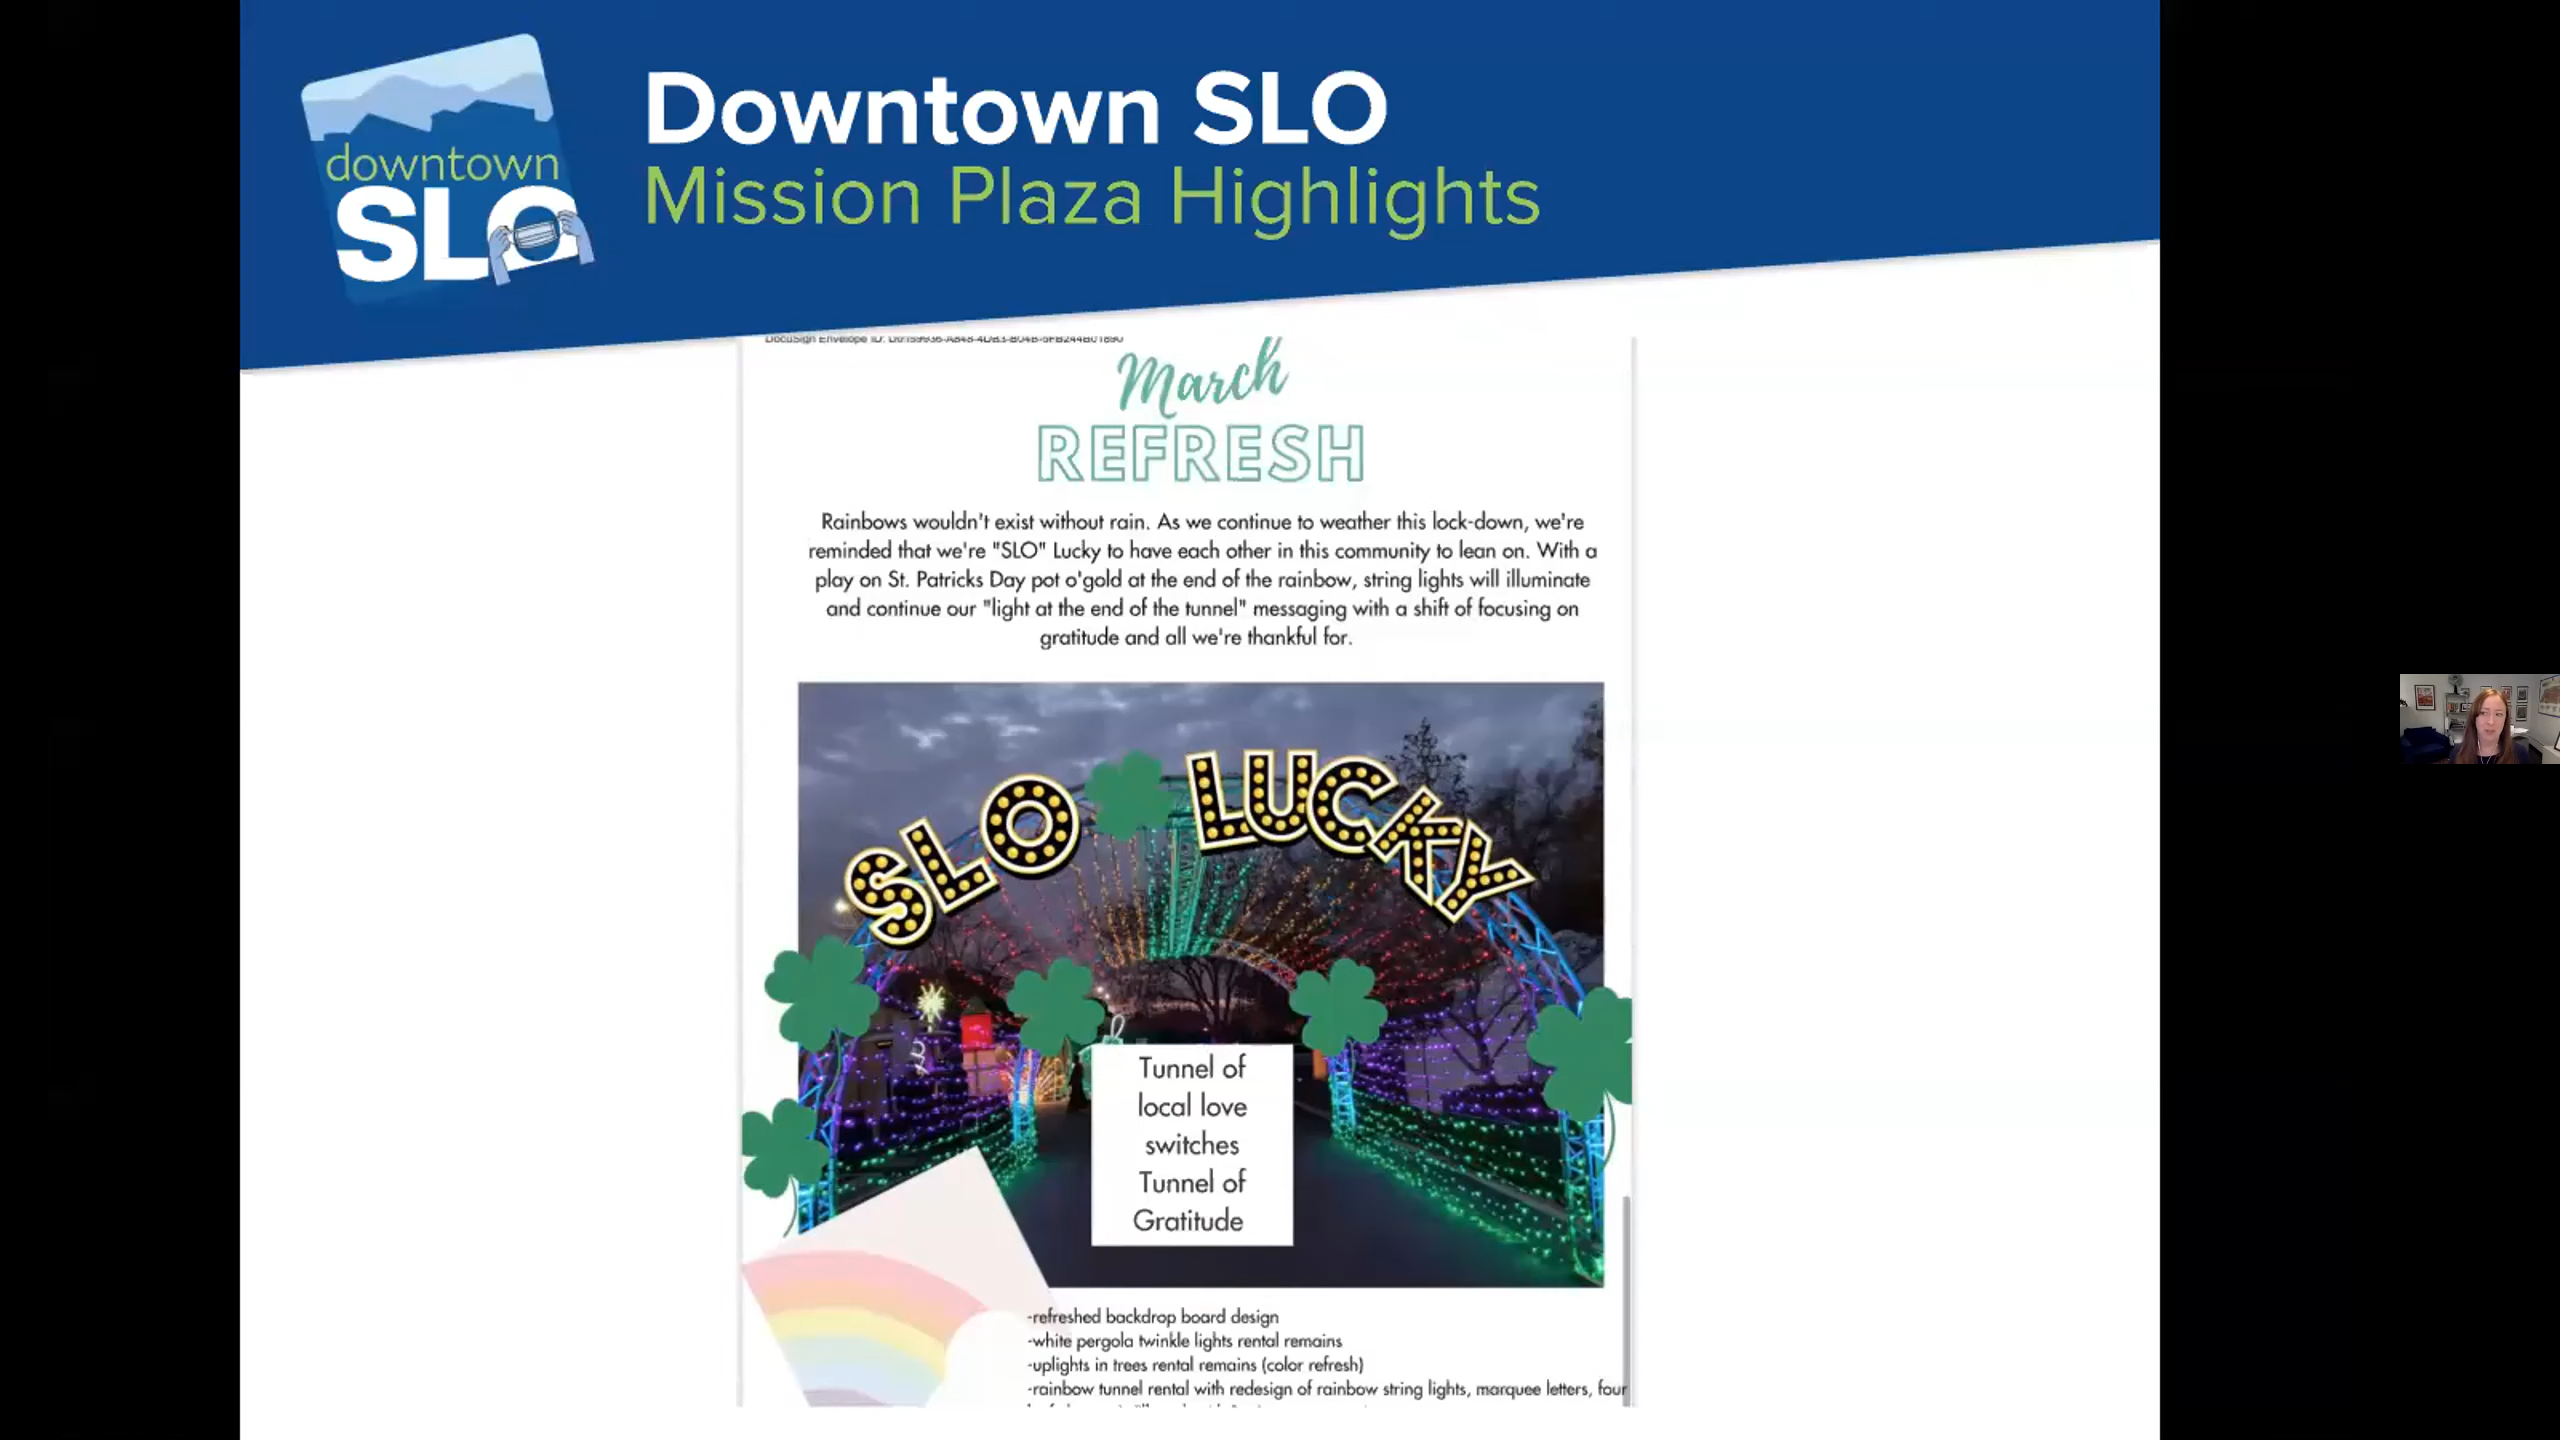 downtown
SLO
Downtown SLO
Mission Plaza Highlights
DocuSign Envelope ID:
March
REFRESH
Rainbows wouldn't exist without rain. As we continue to weather this lock-down, we're
reminded that we're "SLO" Lucky to have each other in this community to lean on. With a
play on St. Patricks Day pot o'gold at the end of the rainbow, string lights will illuminate
and continue our "light at the end of the tunnel" messaging with a shift of focusing on
gratitude and all we're thankful for.
SLO LUCKY
Tunnel of
local love
switches
Tunnel of
Gratitude
-refreshed backdrop board design
-white pergola twinkle lights rental remains
-uplights in trees rental remains (color refresh)
-rainbow tunnel rental with redesign of rainbow string lights, marquee letters, four